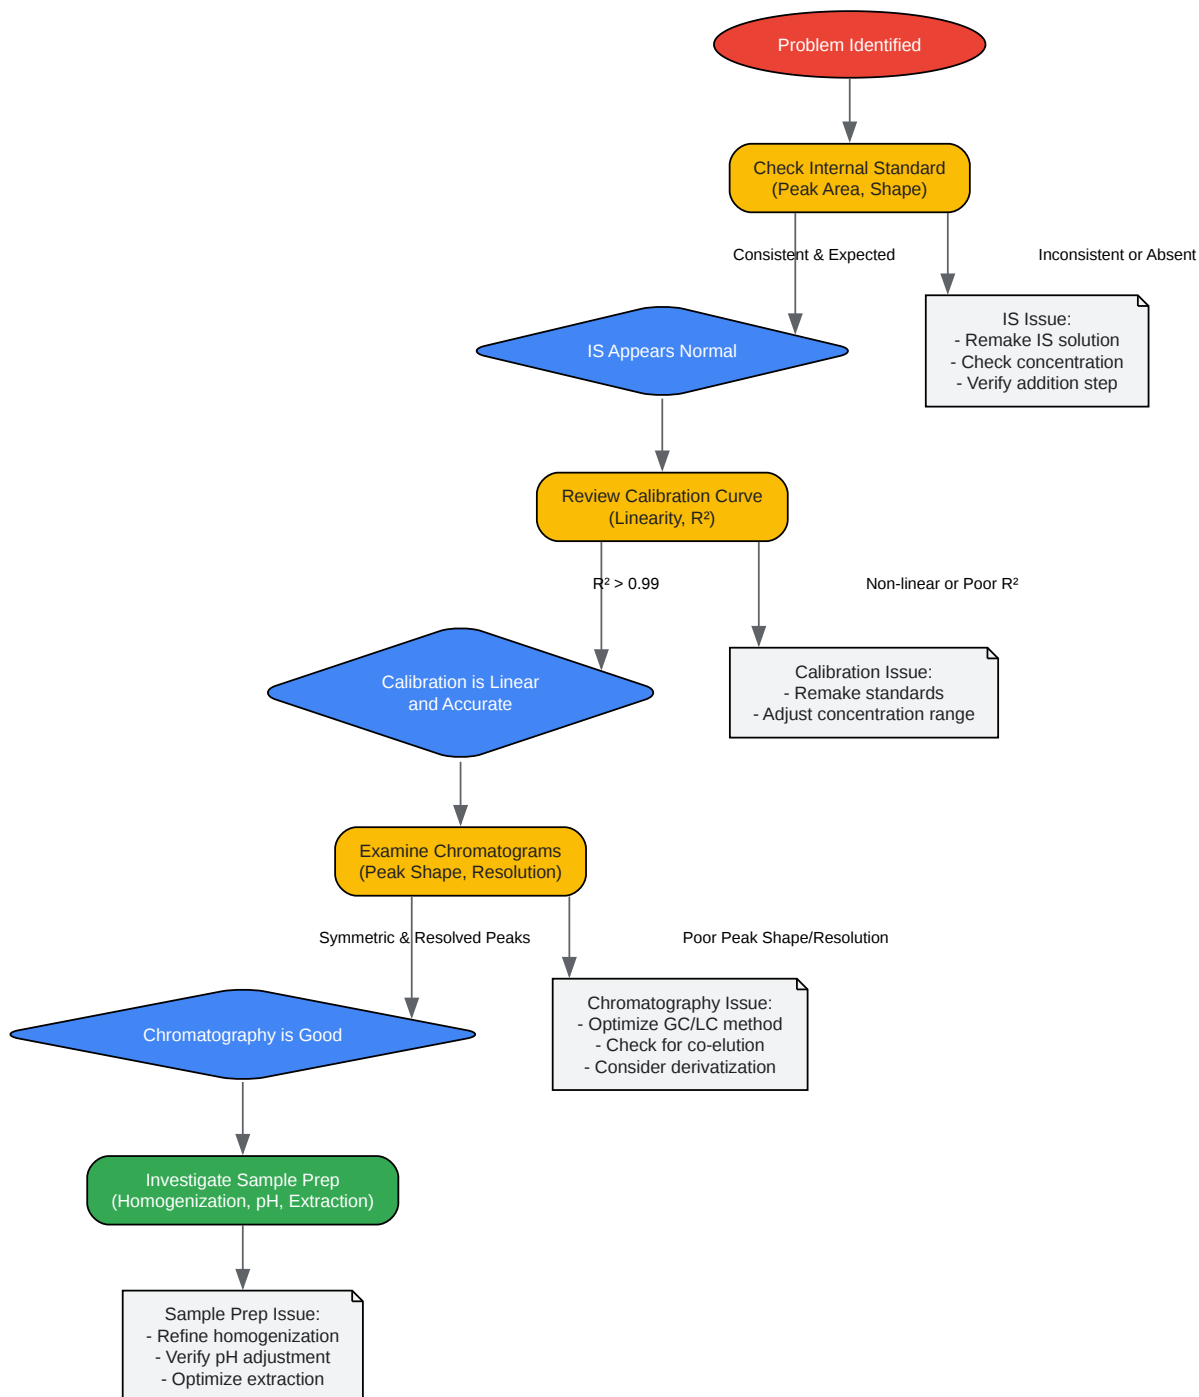 Problem Identified
Check Internal Standard
(Peak Area, Shape)
Consistent & Expected
Inconsistent or Absent
IS Issue:
- Remake IS solution
- Check concentration
- Verify addition step
IS Appears Normal
Review Calibration Curve
(Linearity, R²)
R² > 0.99
Non-linear or Poor R²
Calibration Issue:
- Remake standards
- Adjust concentration range
Calibration is Linear
and Accurate
Examine Chromatograms
(Peak Shape, Resolution)
Symmetric & Resolved Peaks
Poor Peak Shape/Resolution
Chromatography Issue:
- Optimize GC/LC method
- Check for co-elution
- Consider derivatization
Chromatography is Good
Investigate Sample Prep
(Homogenization, pH, Extraction)
Sample Prep Issue:
- Refine homogenization
- Verify pH adjustment
- Optimize extraction